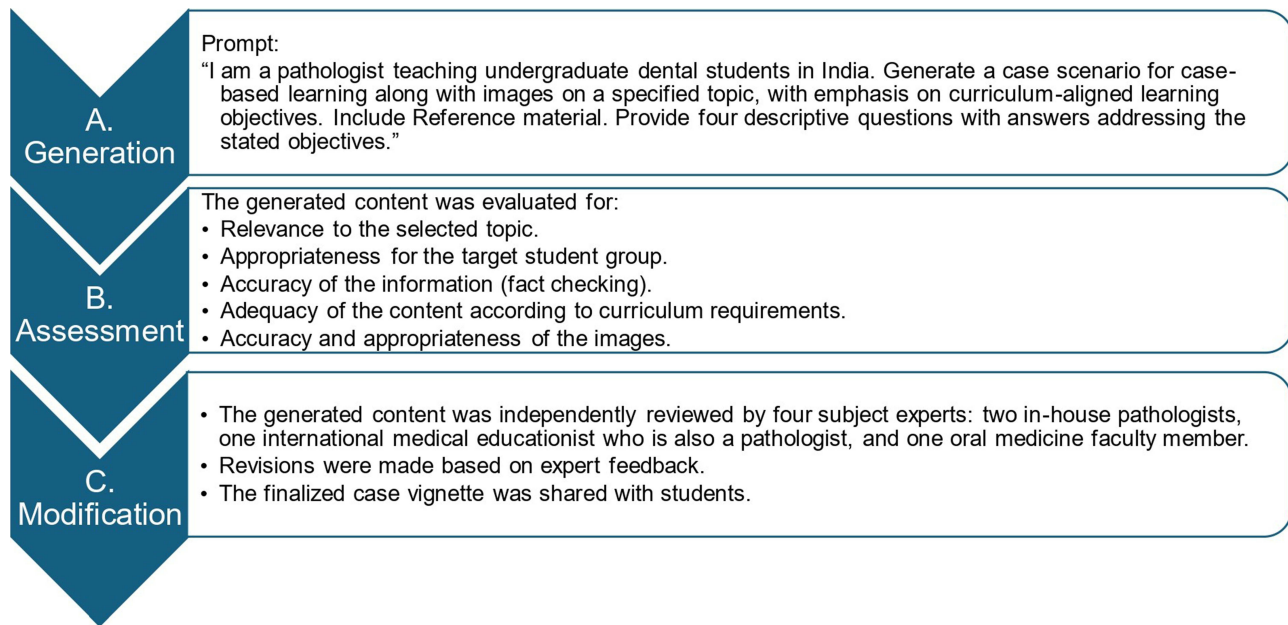 A.
Generation
Prompt:
“I am a pathologist teaching undergraduate dental students in India. Generate a case scenario for case-
based learning along with images on a specified topic, with emphasis on curriculum-aligned learning
objectives. Include Reference material. Provide four descriptive questions with answers addressing the
stated objectives.”
B.
Assessment
The generated content was evaluated for:
• Relevance to the selected topic.
• Appropriateness for the target student group.
• Accuracy of the information (fact checking).
• Adequacy of the content according to curriculum requirements.
• Accuracy and appropriateness of the images.
C.
Modification
• The generated content was independently reviewed by four subject experts: two in-house pathologists,
one international medical educationist who is also a pathologist, and one oral medicine faculty member.
• Revisions were made based on expert feedback.
• The finalized case vignette was shared with students.